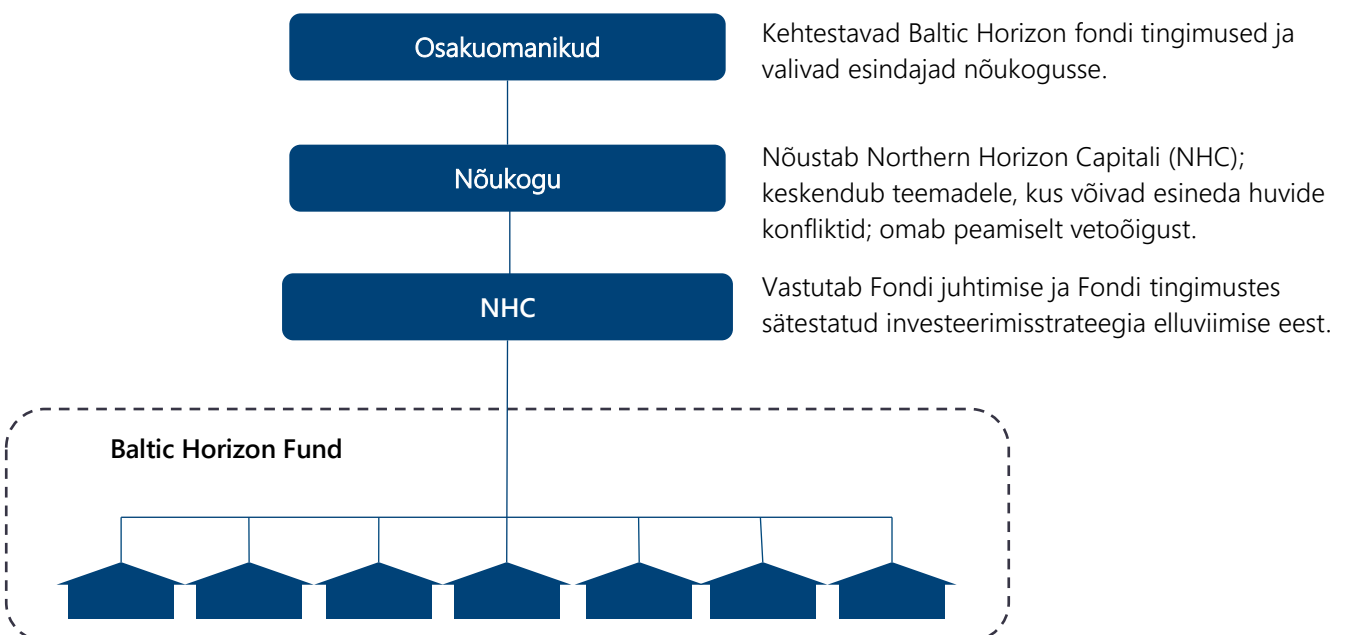 Osakuomanikud
Kehtestavad Baltic Horizon fondi tingimused ja
valivad esindajad nõukogusse.
Nõukogu
Nõustab Northern Horizon Capitali (NHC);
keskendub teemadele, kus võivad esineda huvide
konfliktid; omab peamiselt vetoõigust.
NHC
Vastutab Fondi juhtimise ja Fondi tingimustes
sätestatud investeerimisstrateegia elluviimise eest.
Baltic Horizon Fund